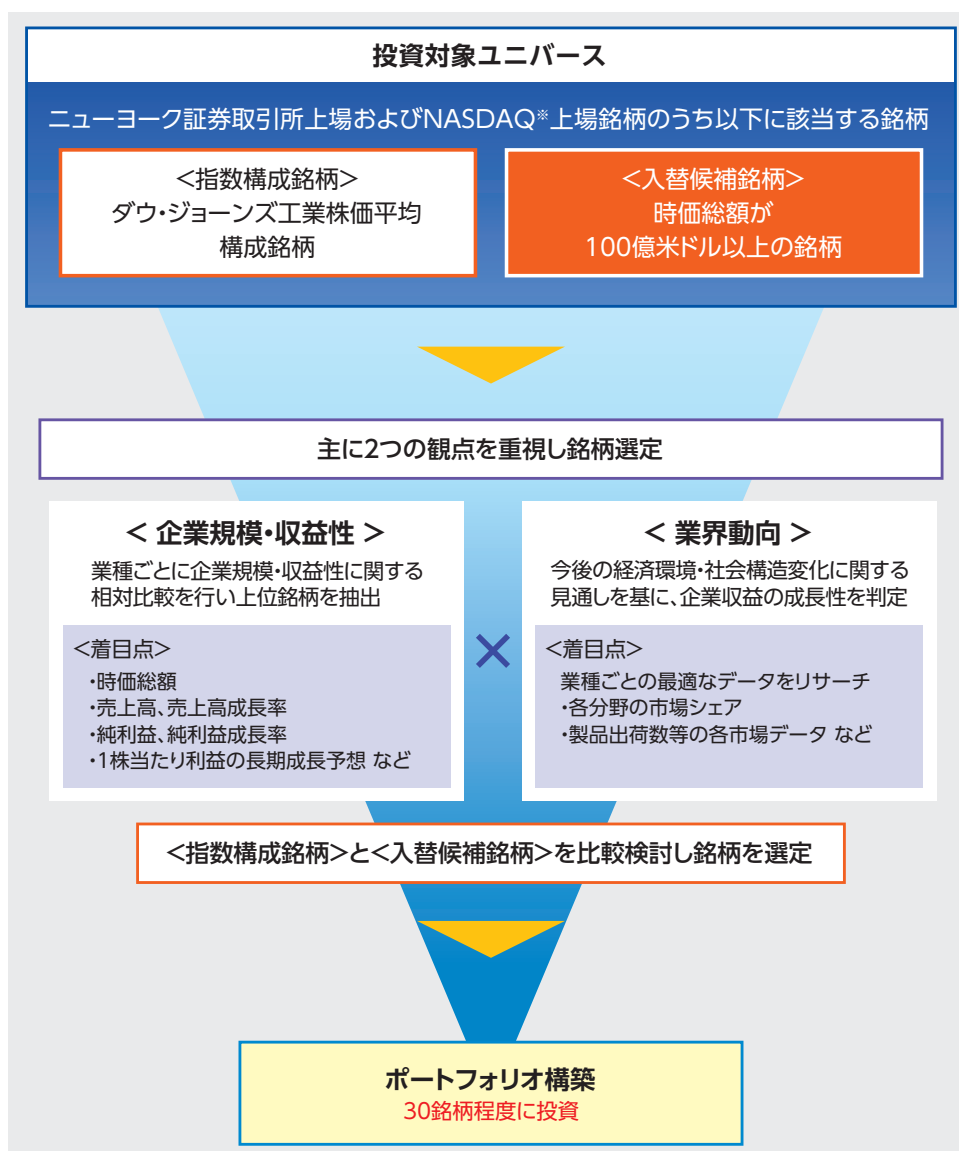 投資対象ユニバース
ニューヨーク証券取引所上場およびNASDAQ※上場銘柄のうち以下に該当する銘柄
<指数構成銘柄>
ダウ・ジョーンズ工業株価平均
構成銘柄
<入替候補銘柄>
時価総額が
100億米ドル以上の銘柄
主に2つの観点を重視し銘柄選定
< 企業規模・収益性 >
業種ごとに企業規模・収益性に関する
相対比較を行い上位銘柄を抽出
<着目点>
・時価総額
・売上高、売上高成長率
・純利益、純利益成長率
・1株当たり利益の長期成長予想 など
×
< 業界動向 >
今後の経済環境・社会構造変化に関する
見通しを基に、企業収益の成長性を判定
<着目点>
業種ごとの最適なデータをリサーチ
・各分野の市場シェア
・製品出荷数等の各市場データ など
<指数構成銘柄>と<入替候補銘柄>を比較検討し銘柄を選定
ポートフォリオ構築
30銘柄程度に投資